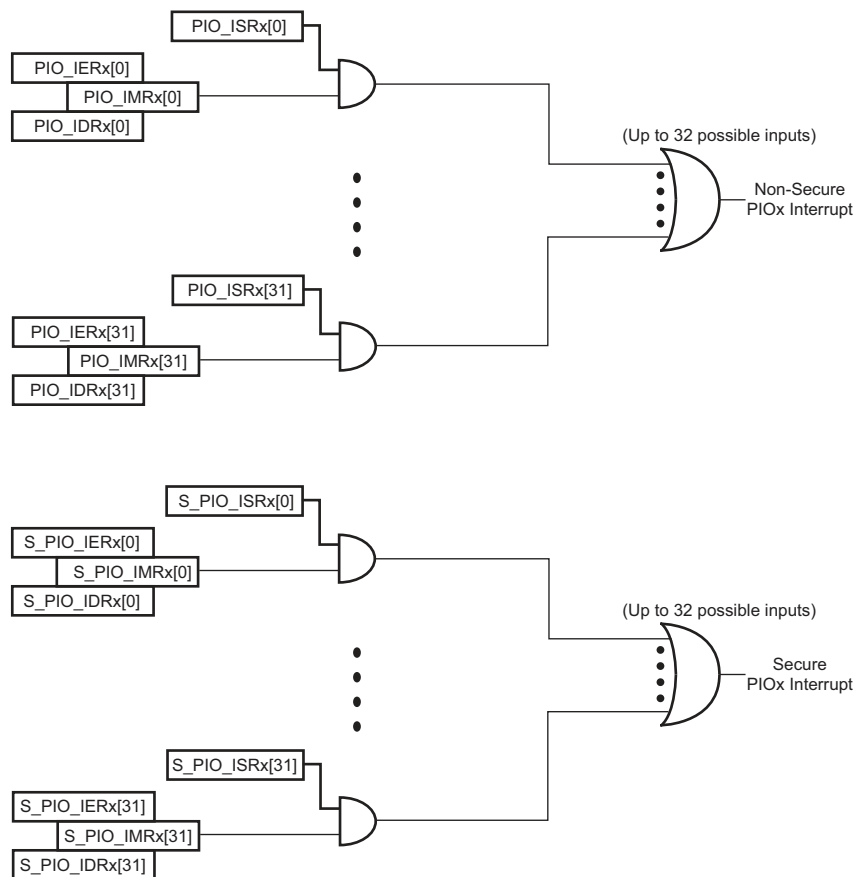 PIO_ISRx[0]
PIO_IERx[0]
PIO_IMRx[0]
PIO_IDRx[0]
(Up to 32 possible inputs)
Non-Secure
PIOx Interrupt
PIO_ISRx[31]
PIO_IERx[31]
PIO_IMRx[31]
PIO_IDRx[31]
S_PIO_ISRx[0]
S_PIO_IERx[0]
S_PIO_IMRx[0]
S_PIO_IDRx[0]
(Up to 32 possible inputs)
Secure
PIOx Interrupt
S_PIO_ISRx[31]
S_PIO_IERx[31]
S_PIO_IMRx[31]
S_PIO_IDRx[31]